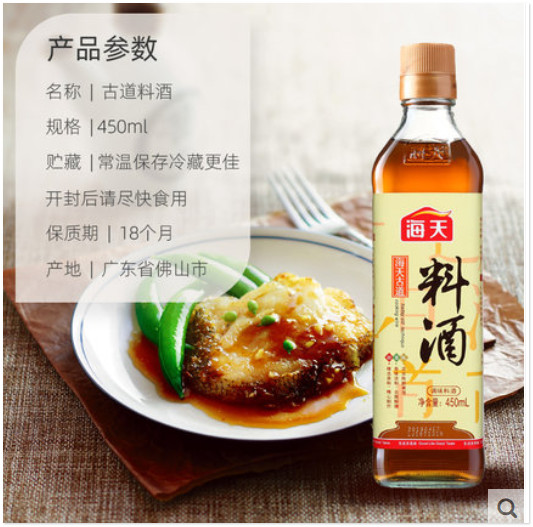 产品参数
名称 | 古道料酒
规格 | 450ml
贮藏 | 常温保存冷藏更佳
开封后请尽快食用
保质期 | 18个月
产地 | 广东省佛山市
海天
海天古道
料酒
调味料酒
净含量:450mL